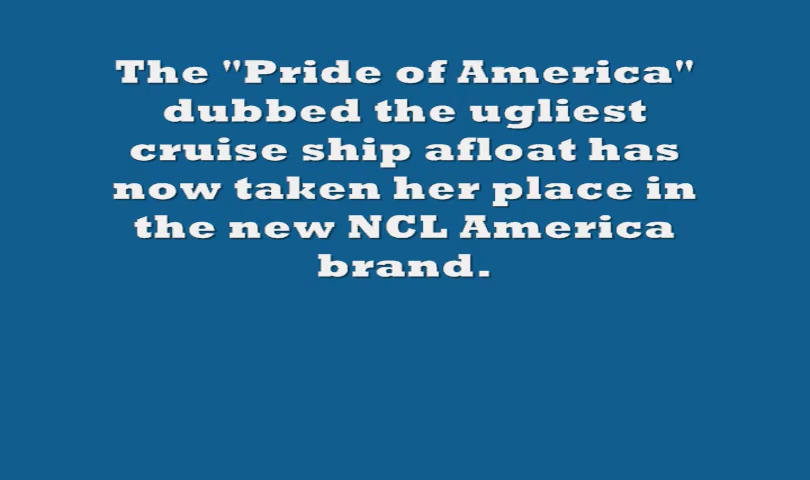 The "Pride of America"
dubbed the ugliest
cruise ship afloat has
now taken her place in
the new NCL America
brand.